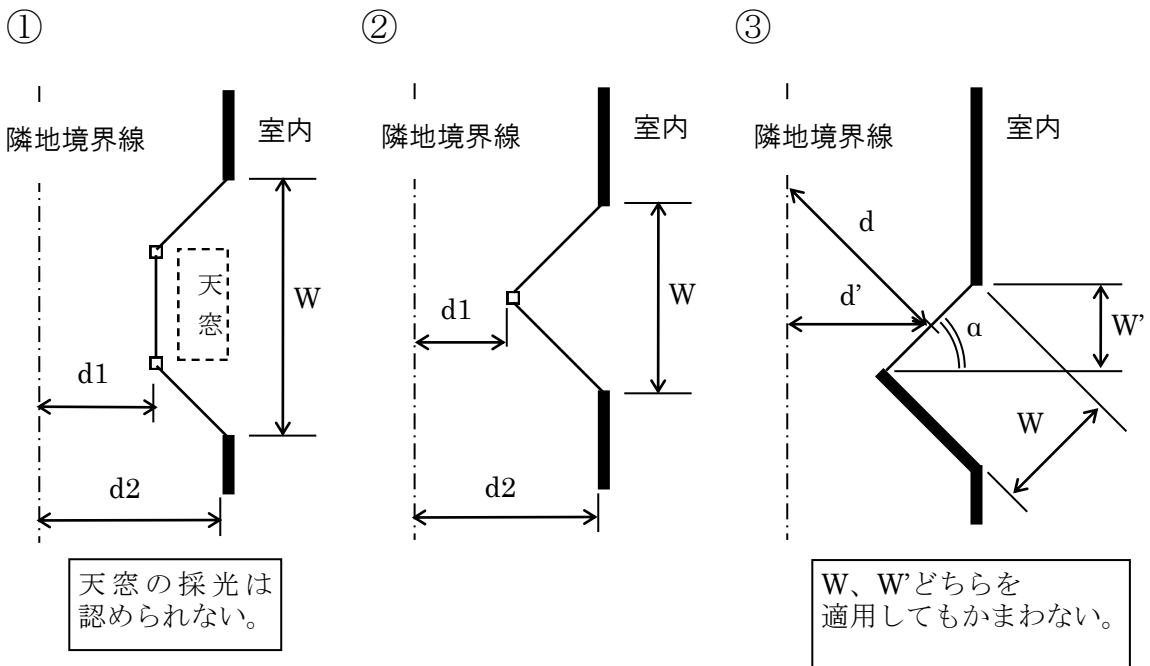 ①
隣地境界線
室内
天
窓
W
d1
d2
天窓の採光は
認められない。
②
隣地境界線
室内
W
d1
d2
③
隣地境界線
室内
d
d'
α
W'
W
W、W'どちらを
適用してもかまわない。